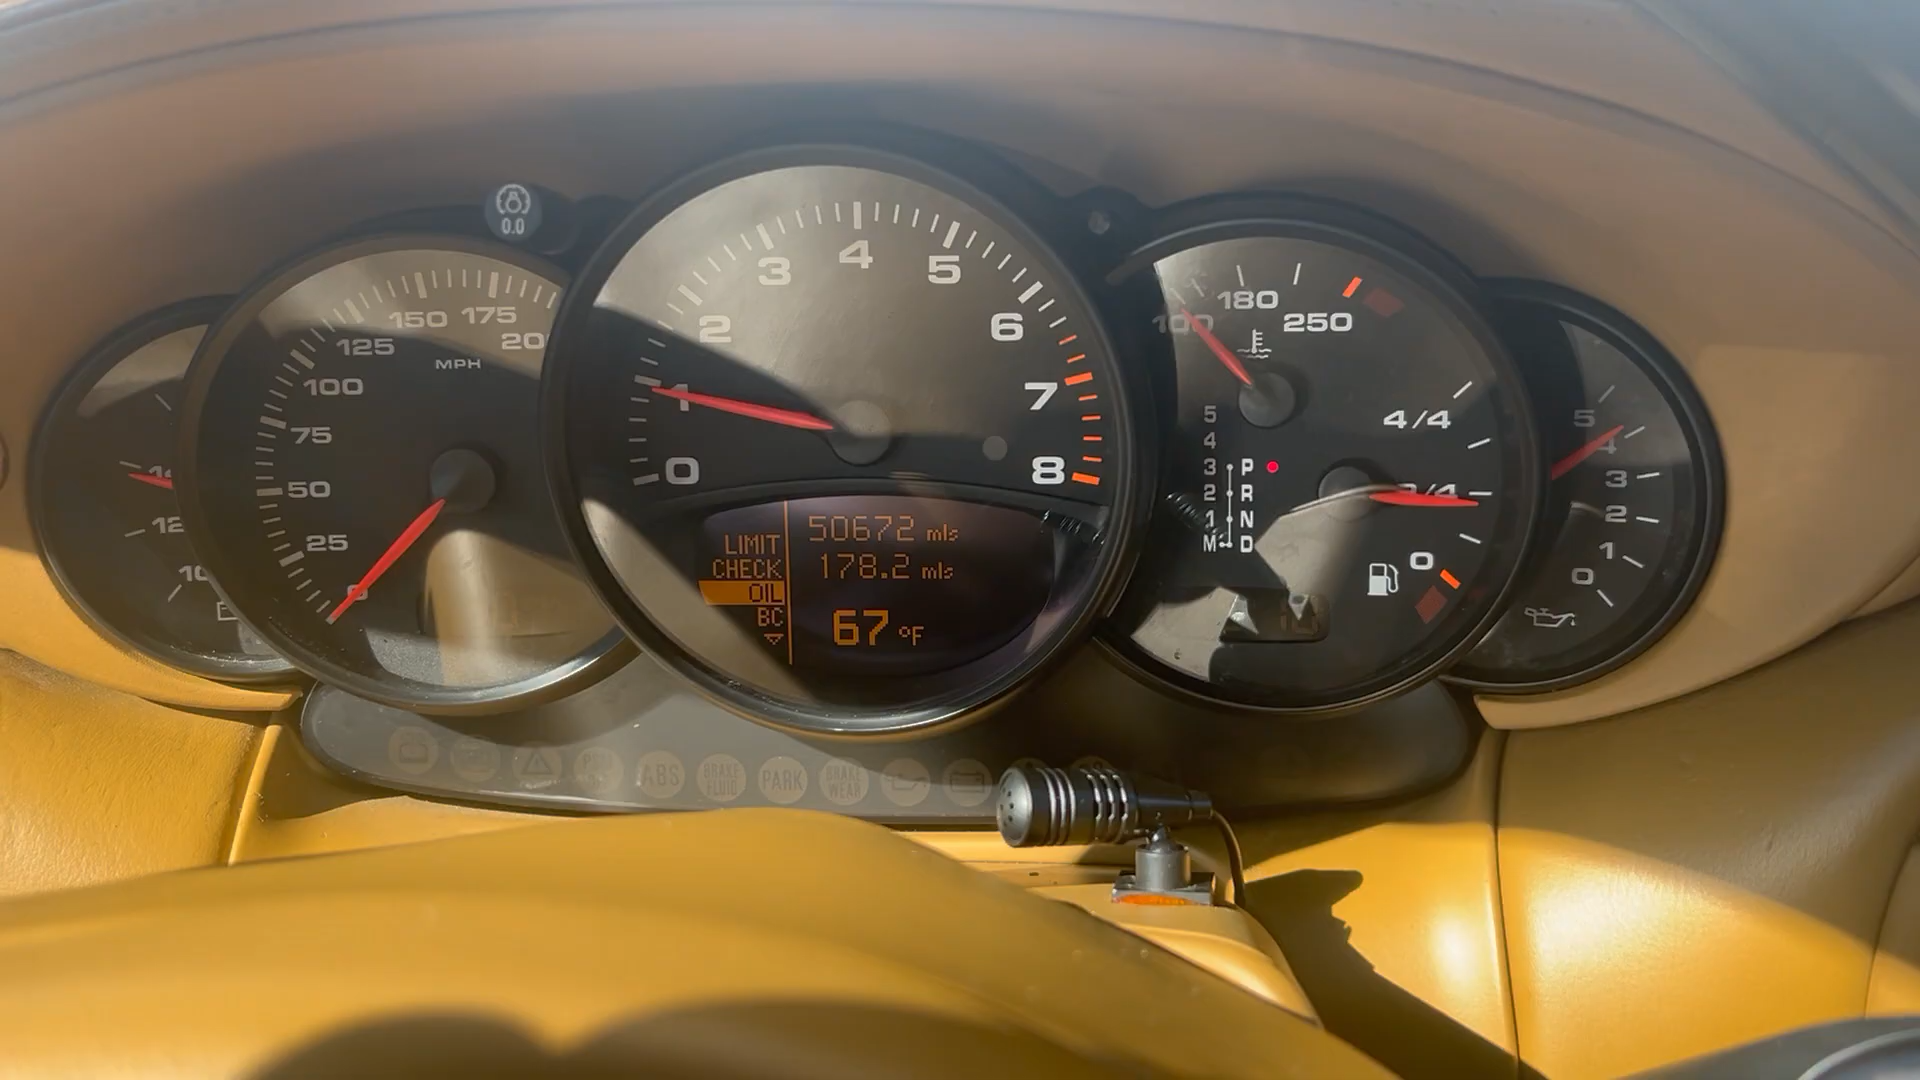 0.0
25
50
75
100
125
150
175
MPH
0
1
2
3
4
5
6
7
8
LIMIT
CHECK
OIL
BC
50672 mls
178.2 mls
67 °F
100
180
250
5
4
3 P
2 R
1 N
M D
4/4
0
5
4
3
2
1
0
ABS
BRAKE
FLUID
PARK
BRAKE
WEAR